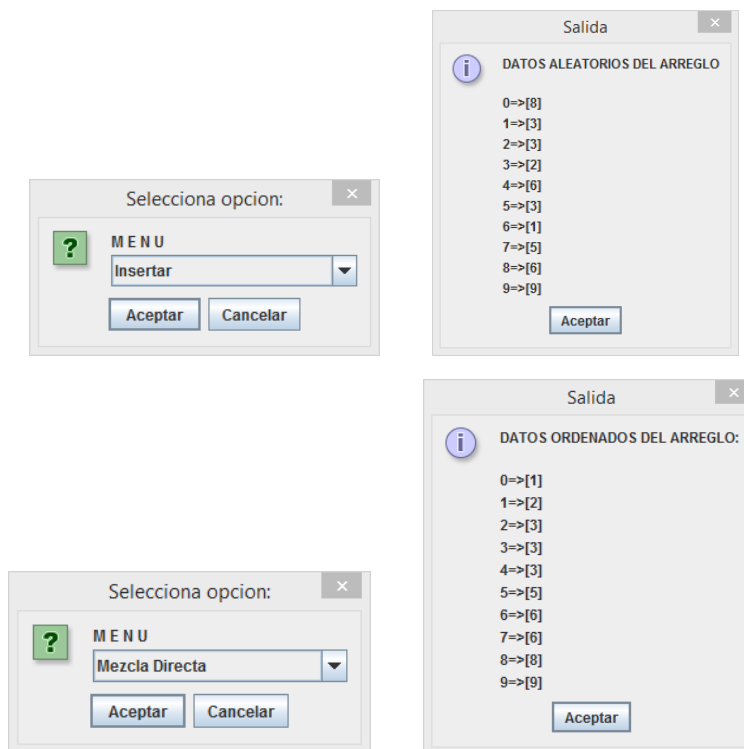 Salida
DATOS ALEATORIOS DEL ARREGLO
0=>[8]
1=>[3]
2=>[3]
3=>[2]
4=>[6]
5=>[3]
6=>[1]
7=>[5]
8=>[6]
9=>[9]
Aceptar
Selecciona opcion:
M E N U
Insertar
Aceptar Cancelar
Salida
DATOS ORDENADOS DEL ARREGLO:
0=>[1]
1=>[2]
2=>[3]
3=>[3]
4=>[3]
5=>[5]
6=>[6]
7=>[6]
8=>[8]
9=>[9]
Aceptar
Selecciona opcion:
M E N U
Mezcla Directa
Aceptar Cancelar